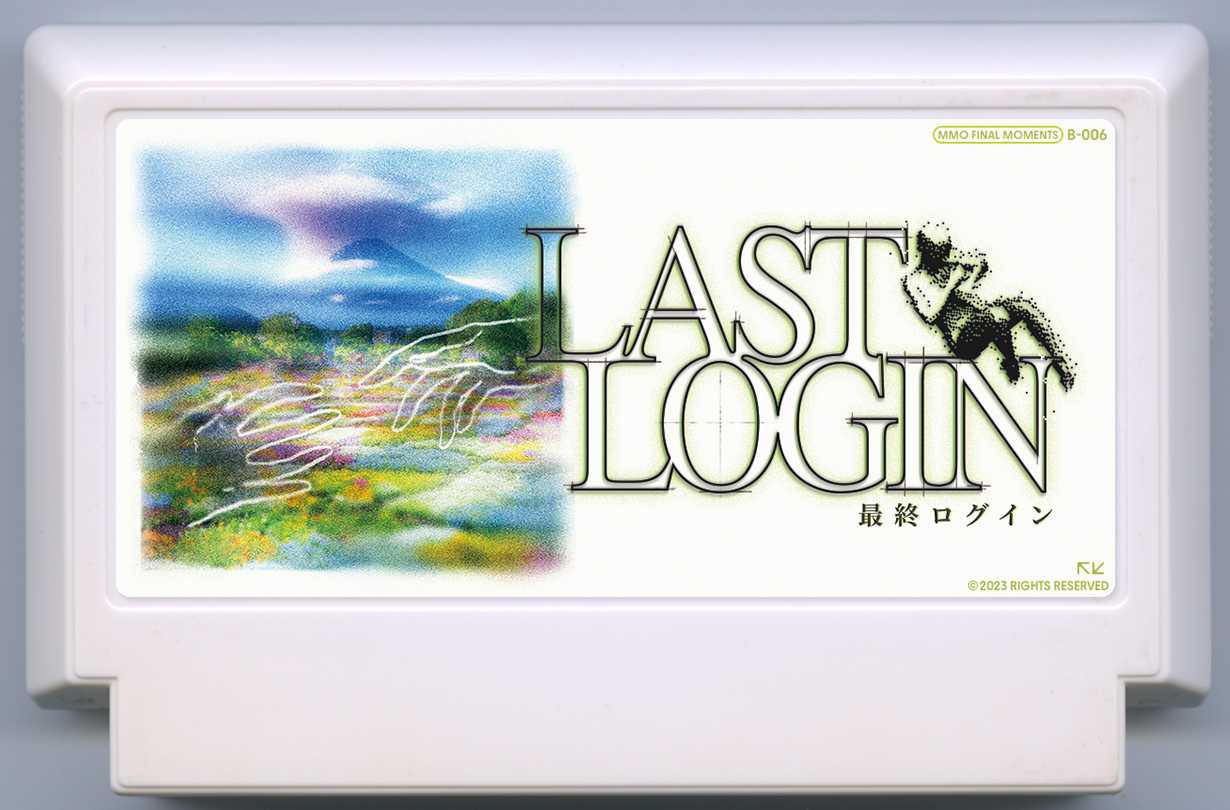 MMO FINAL MOMENTS B-006
LAST
LOGIN
最終ログイン
©2023 RIGHTS RESERVED